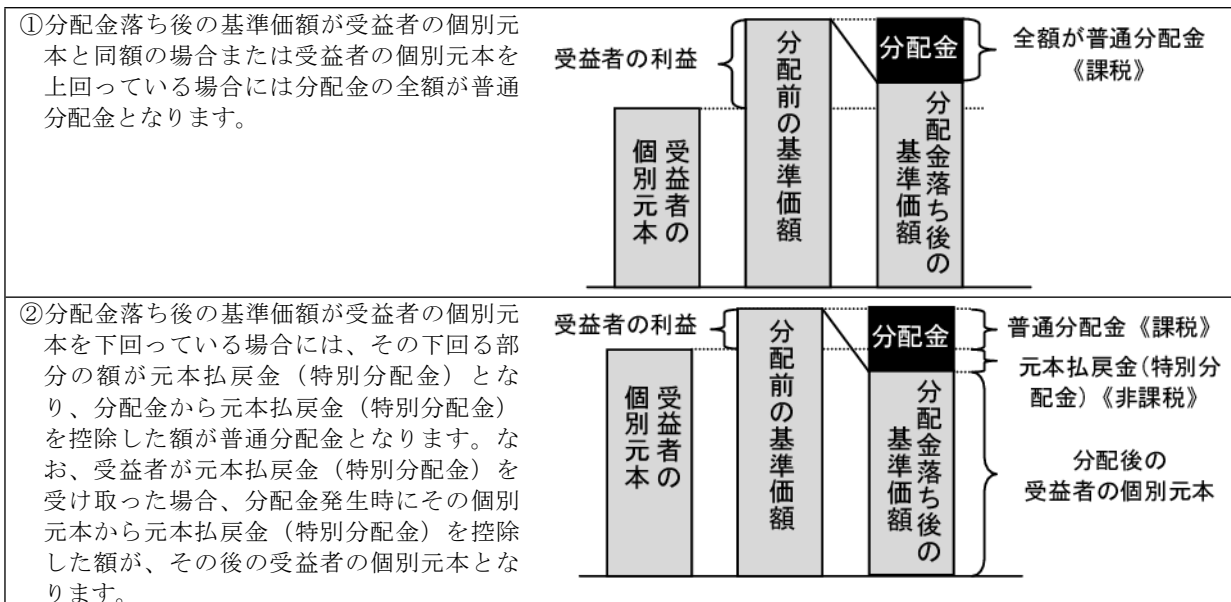 ①分配金落ち後の基準価額が受益者の個別元
本と同額の場合または受益者の個別元本を
上回っている場合には分配金の全額が普通
分配金となります。
受益者の利益
受益者の
個別元本
分配前の基準価額
分配金
分配金落ち後の
基準価額
全額が普通分配金
《課税》
②分配金落ち後の基準価額が受益者の個別元
本を下回っている場合には、その下回る部
分の額が元本払戻金（特別分配金）とな
り、分配金から元本払戻金（特別分配金）
を控除した額が普通分配金となります。な
お、受益者が元本払戻金（特別分配金）を
受け取った場合、分配金発生時にその個別
元本から元本払戻金（特別分配金）を控除
した額が、その後の受益者の個別元本とな
ります。
受益者の利益
受益者の
個別元本
分配前の基準価額
分配金
分配金落ち後の
基準価額
普通分配金《課税》
元本払戻金（特別分
配金）《非課税》
分配後の
受益者の個別元本